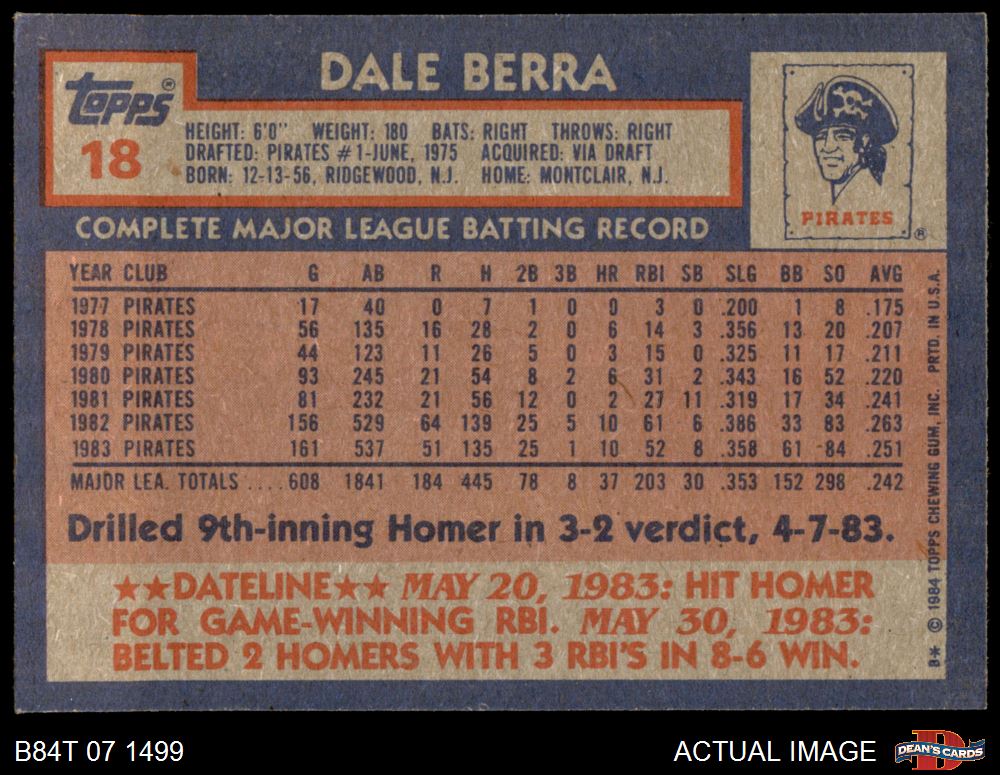 DALE BERRA
Topps®
18
HEIGHT: 6'0" WEIGHT: 180 BATS: RIGHT THROWS: RIGHT
DRAFTED: PIRATES #1-JUNE, 1975 ACQUIRED: VIA DRAFT
BORN: 12-13-56, RIDGEWOOD, N.J. HOME: MONTCLAIR, N.J.
PIRATES ®
COMPLETE MAJOR LEAGUE BATTING RECORD
YEAR CLUB G AB R H 2B 3B HR RBI SB SLG BB SO AVG
1977 PIRATES 17 40 0 7 1 0 0 3 0 .200 1 8 .175
1978 PIRATES 56 135 16 28 2 0 6 14 3 .356 13 20 .207
1979 PIRATES 44 123 11 26 5 0 3 15 0 .325 11 17 .211
1980 PIRATES 93 245 21 54 8 2 6 31 2 .343 16 52 .220
1981 PIRATES 81 232 21 56 12 0 2 27 11 .319 17 34 .241
1982 PIRATES 156 529 64 139 25 5 10 61 6 .386 33 83 .263
1983 PIRATES 161 537 51 135 25 1 10 52 8 .358 61 84 .251
MAJOR LEA. TOTALS ....608 1841 184 445 78 8 37 203 30 .353 152 298 .242
Drilled 9th-inning Homer in 3-2 verdict, 4-7-83.
★★DATELINE★★ MAY 20, 1983: HIT HOMER
FOR GAME-WINNING RBI. MAY 30, 1983:
BELTED 2 HOMERS WITH 3 RBI'S IN 8-6 WIN.
B* © 1984 TOPPS CHEWING GUM, INC. PRTD. IN U.S.A.
B84T 07 1499
ACTUAL IMAGE
DEAN'S CARDS